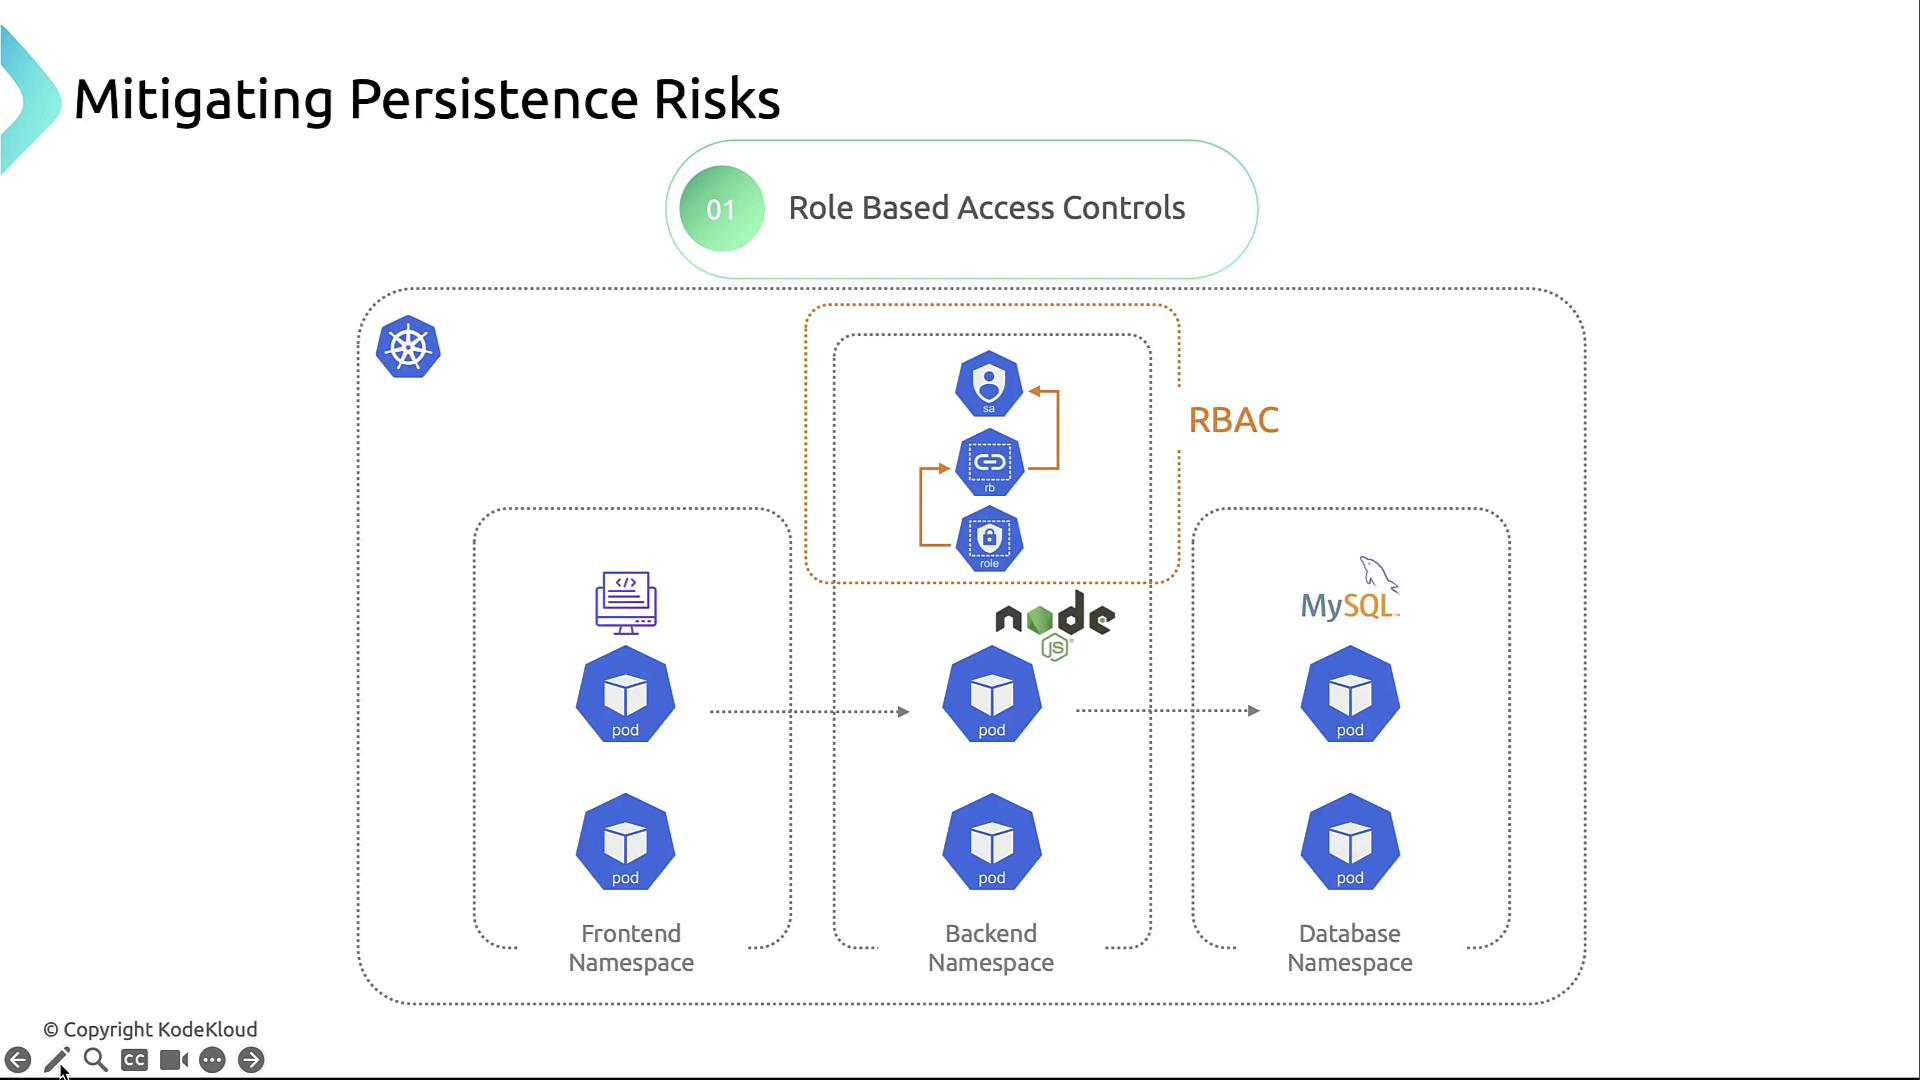 Mitigating Persistence Risks
01
Role Based Access Controls
sa
RBAC
rb
role
</>
node
JS
MySQL
pod
pod
pod
pod
pod
pod
Frontend
Namespace
Backend
Namespace
Database
Namespace
© Copyright KodeKloud
CC